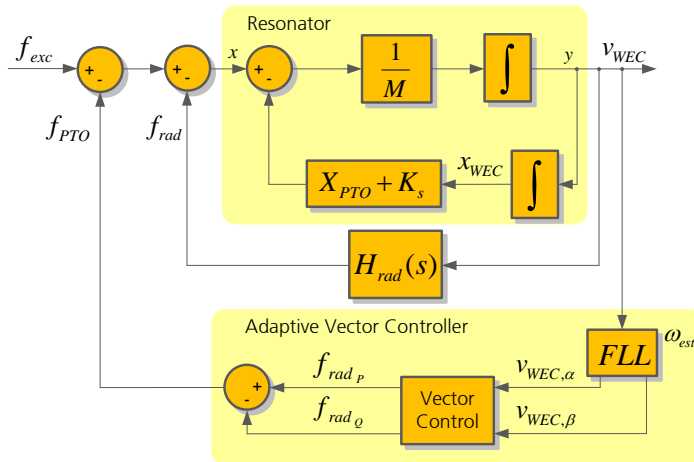 Resonator
f_exc
+
-
+
-
x
+
-
1/M
∫
y
v_WEC
f_PTO
f_rad
X_PTO + K_s
x_WEC
∫
H_rad(s)
Adaptive Vector Controller
FLL
ω_est
+
-
f_rad_P
f_rad_Q
Vector
Control
v_WEC,α
v_WEC,β